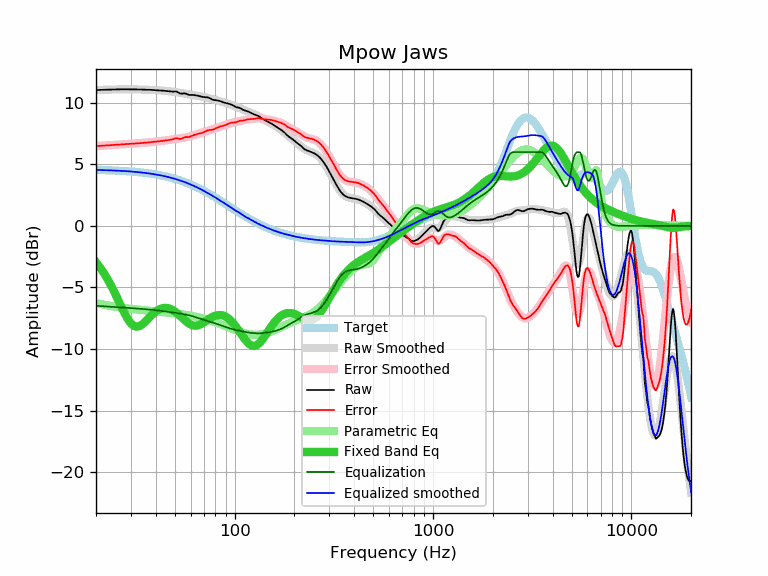 Mpow Jaws
Amplitude (dBr)
10
5
0
−5
−10
−15
−20
Target
Raw Smoothed
Error Smoothed
Raw
Error
Parametric Eq
Fixed Band Eq
Equalization
Equalized smoothed
100
1000
10000
Frequency (Hz)